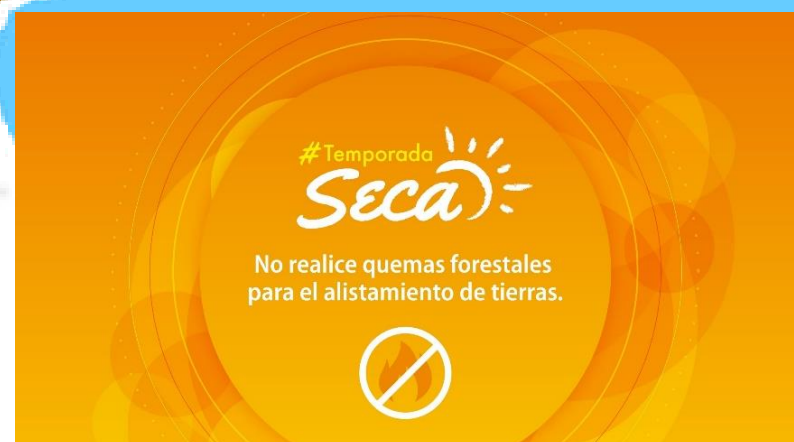 #Temporada
Seca
No realice quemas forestales
para el alistamiento de tierras.